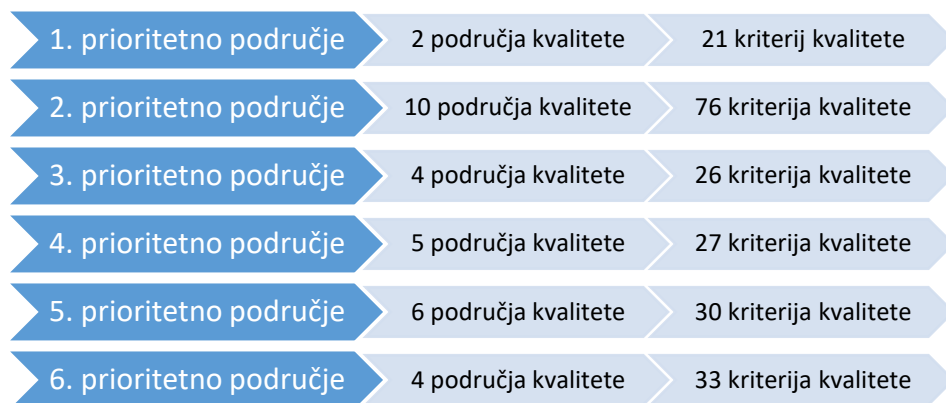 1. prioritetno područje 2 područja kvalitete 21 kriterij kvalitete
2. prioritetno područje 10 područja kvalitete 76 kriterija kvalitete
3. prioritetno područje 4 područja kvalitete 26 kriterija kvalitete
4. prioritetno područje 5 područja kvalitete 27 kriterija kvalitete
5. prioritetno područje 6 područja kvalitete 30 kriterija kvalitete
6. prioritetno područje 4 područja kvalitete 33 kriterija kvalitete